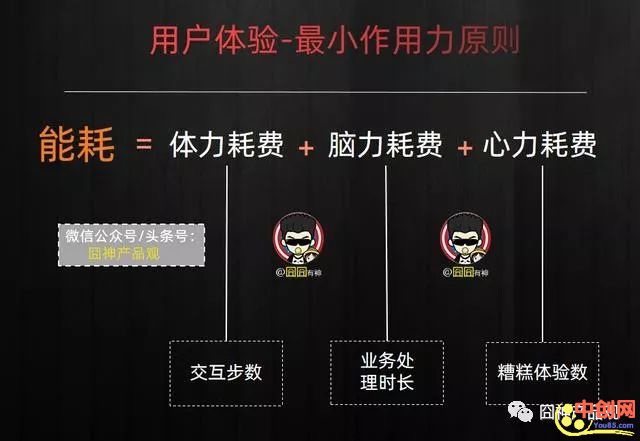 用户体验-最小作用力原则
能耗 = 体力耗费 + 脑力耗费 + 心力耗费
微信公众号/头条号：
囧神产品观
@囧囧有神
@囧囧有神
交互步数
业务处
理时长
糟糕体验数
囧神产品观
中创网
You85.com